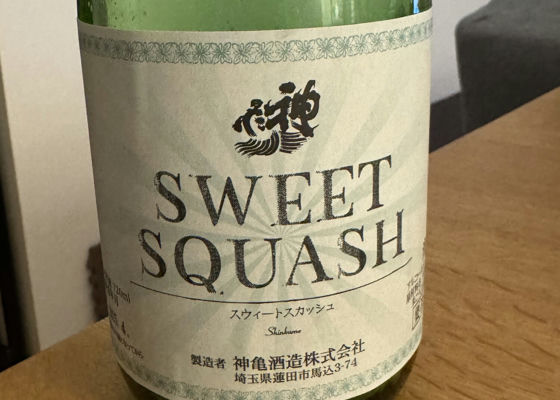 神亀
SWEET
SQUASH
スウィートスカッシュ
Shinkame
製造者 神亀酒造株式会社
埼玉県蓮田市馬込3-74